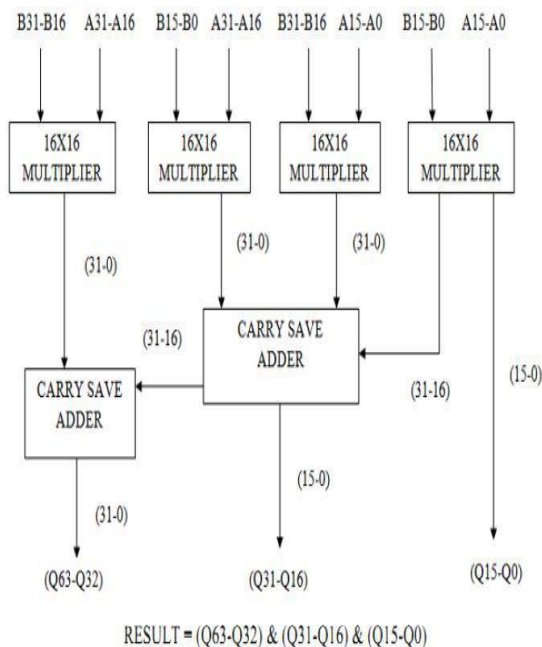 B31-B16 A31-A16 B15-B0 A31-A16 B31-B16 A15-A0 B15-B0 A15-A0
16X16 MULTIPLIER
16X16 MULTIPLIER
16X16 MULTIPLIER
16X16 MULTIPLIER
(31-0)
(31-0)
(31-0)
CARRY SAVE
ADDER
(31-16)
(31-16)
(15-0)
CARRY SAVE
ADDER
(15-0)
(31-0)
(Q63-Q32)
(Q31-Q16)
(Q15-Q0)
RESULT = (Q63-Q32) & (Q31-Q16) & (Q15-Q0)